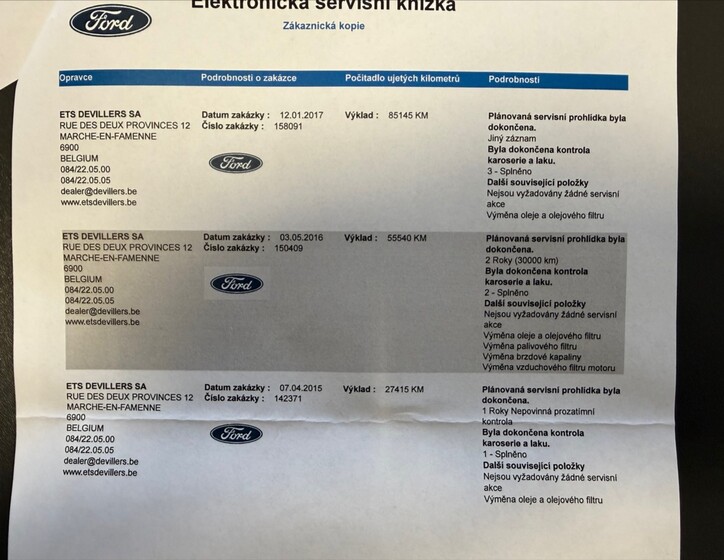 Ford
Elektronická servisní knížka
Zákaznická kopie
Opravce Podrobnosti o zakázce Počitadlo ujetých kilometrů Podrobnosti
ETS DEVILLERS SA
RUE DES DEUX PROVINCES 12
MARCHE-EN-FAMENNE
6900
BELGIUM
084/22.05.00
084/22.05.05
dealer@devillers.be
www.etsdevillers.be
Datum zakázky : 12.01.2017
Číslo zakázky : 158091
Ford
Výklad : 85145 KM
Plánovaná servisní prohlídka byla
dokončena.
Jiný záznam
Byla dokončena kontrola
karoserie a laku.
3 - Splněno
Další související položky
Nejsou vyžadovány žádné servisní
akce
Výměna oleje a olejového filtru
ETS DEVILLERS SA
RUE DES DEUX PROVINCES 12
MARCHE-EN-FAMENNE
6900
BELGIUM
084/22.05.00
084/22.05.05
dealer@devillers.be
www.etsdevillers.be
Datum zakázky : 03.05.2016
Číslo zakázky : 150409
Ford
Výklad : 55540 KM
Plánovaná servisní prohlídka byla
dokončena.
2 Roky (30000 km)
Byla dokončena kontrola
karoserie a laku.
2 - Splněno
Další související položky
Nejsou vyžadovány žádné servisní
akce
Výměna oleje a olejového filtru
Výměna palivového filtru
Výměna brzdové kapaliny
Výměna vzduchového filtru motoru
ETS DEVILLERS SA
RUE DES DEUX PROVINCES 12
MARCHE-EN-FAMENNE
6900
BELGIUM
084/22.05.00
084/22.05.05
dealer@devillers.be
www.etsdevillers.be
Datum zakázky : 07.04.2015
Číslo zakázky : 142371
Ford
Výklad : 27415 KM
Plánovaná servisní prohlídka byla
dokončena.
1 Roky Nepovinná prozatímní
kontrola
Byla dokončena kontrola
karoserie a laku.
1 - Splněno
Další související položky
Nejsou vyžadovány žádné servisní
akce
Výměna oleje a olejového filtru